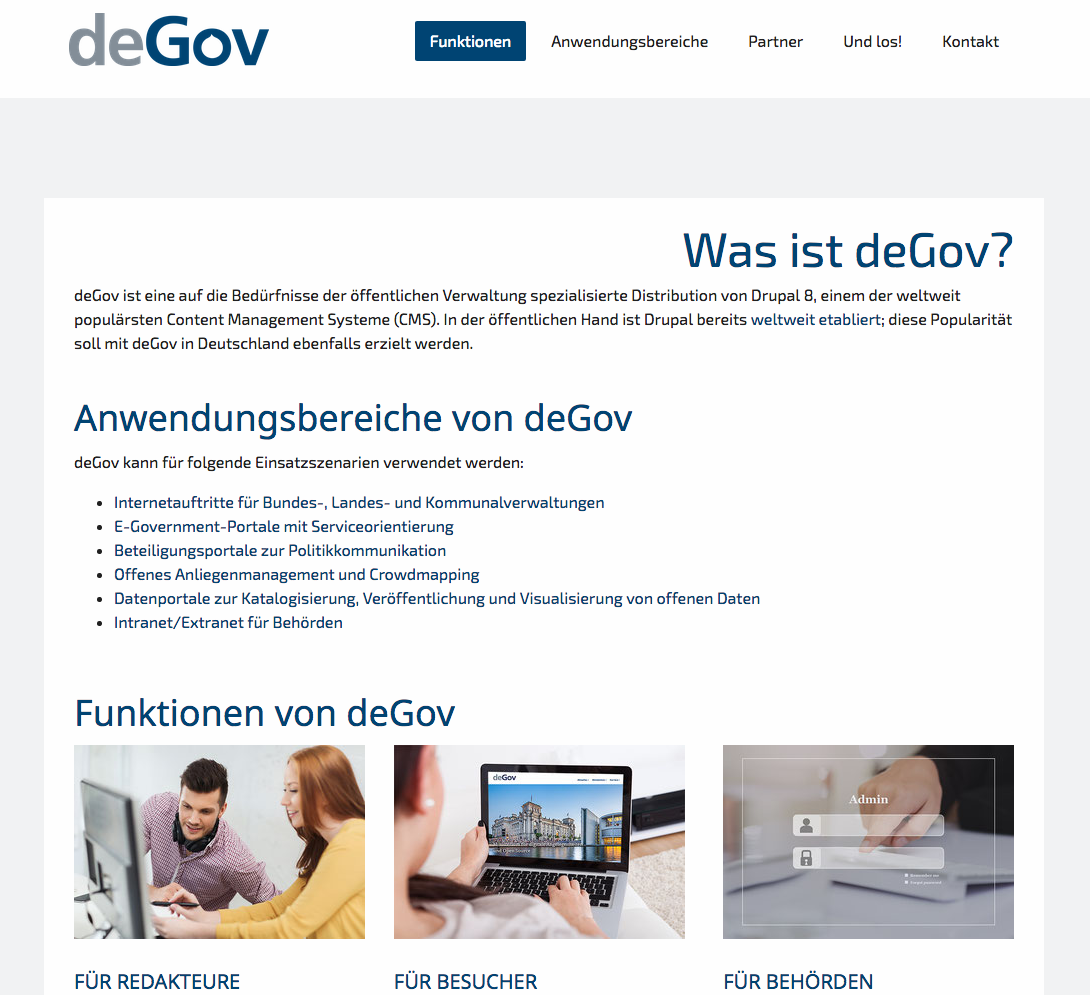 deGov
Funktionen
Anwendungsbereiche
Partner
Und los!
Kontakt
Was ist deGov?
deGov ist eine auf die Bedürfnisse der öffentlichen Verwaltung spezialisierte Distribution von Drupal 8, einem der weltweit
populärsten Content Management Systeme (CMS). In der öffentlichen Hand ist Drupal bereits weltweit etabliert; diese Popularität
soll mit deGov in Deutschland ebenfalls erzielt werden.
Anwendungsbereiche von deGov
deGov kann für folgende Einsatzszenarien verwendet werden:
• Internetauftritte für Bundes-, Landes- und Kommunalverwaltungen
• E-Government-Portale mit Serviceorientierung
• Beteiligungsportale zur Politikkommunikation
• Offenes Anliegenmanagement und Crowdmapping
• Datenportale zur Katalogisierung, Veröffentlichung und Visualisierung von offenen Daten
• Intranet/Extranet für Behörden
Funktionen von deGov
deGov
Admin
Remember me
Forgot password
FÜR REDAKTEURE
FÜR BESUCHER
FÜR BEHÖRDEN